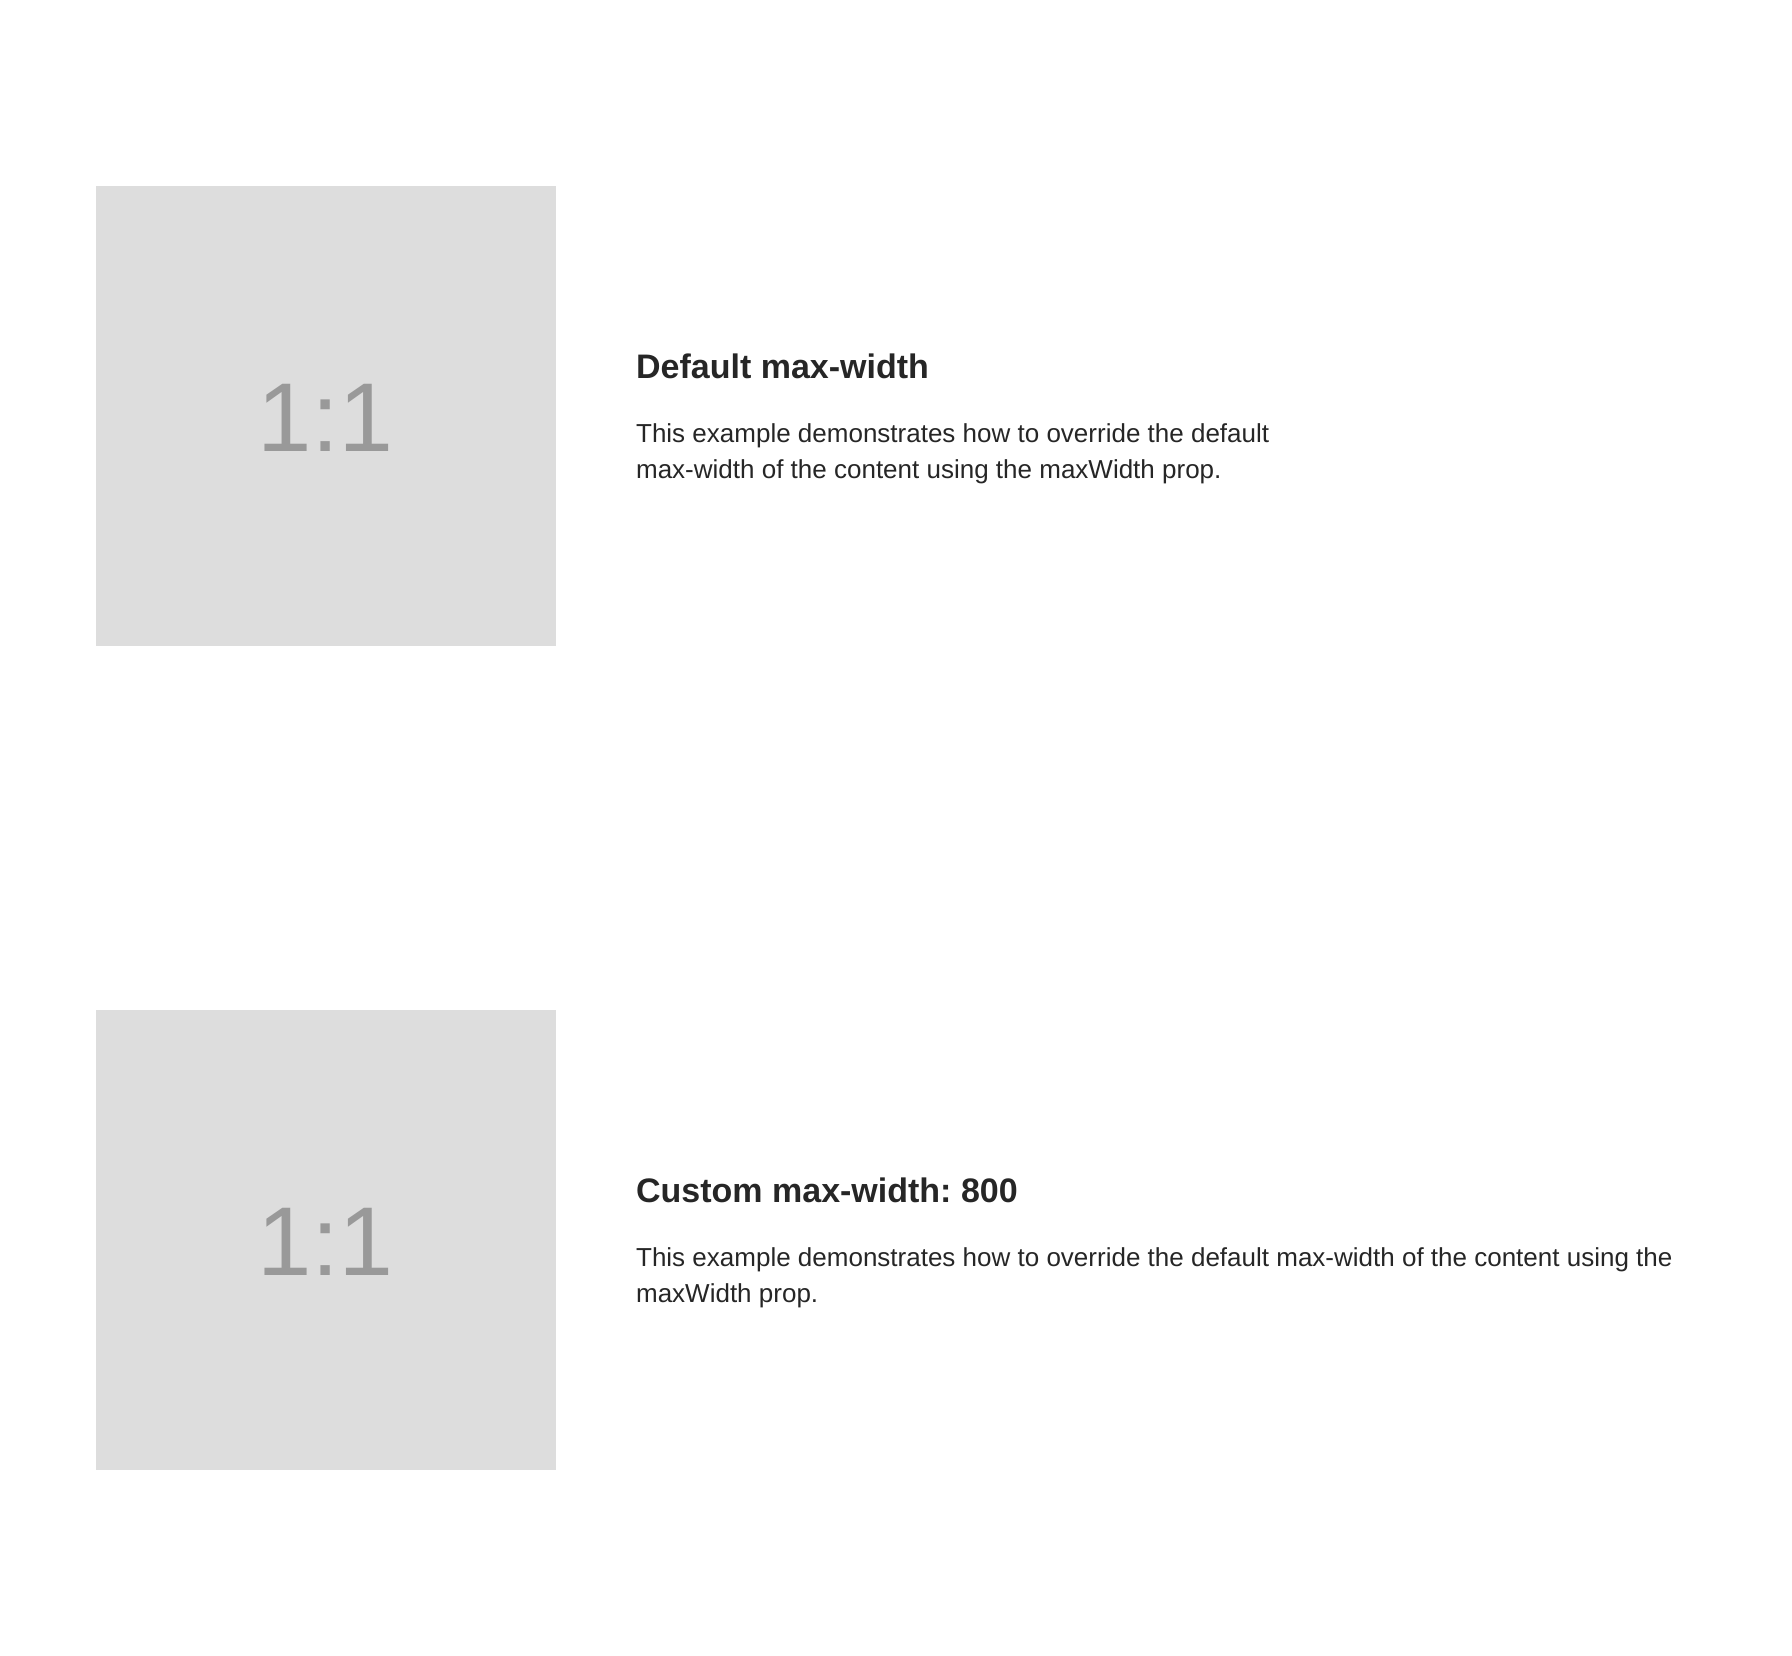 1:1
Default max-width
This example demonstrates how to override the default
max-width of the content using the maxWidth prop.
1:1
Custom max-width: 800
This example demonstrates how to override the default max-width of the content using the
maxWidth prop.